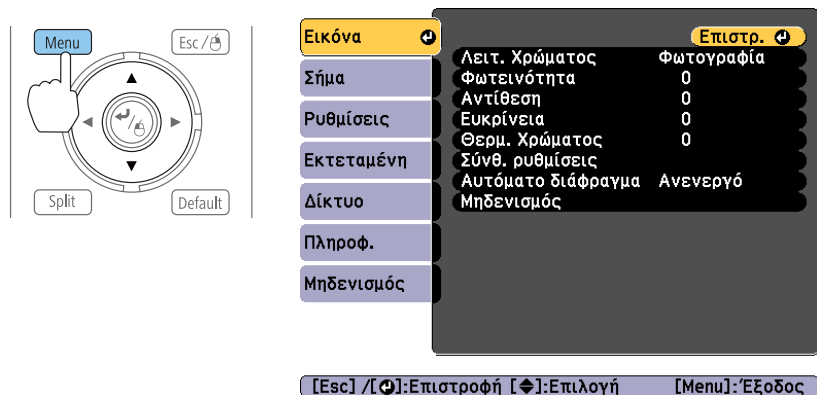 Menu
Esc/
Split
Default
Εικόνα
Σήμα
Ρυθμίσεις
Εκτεταμένη
Δίκτυο
Πληροφ.
Μηδενισμός
Επιστρ.
Λειτ. Χρώματος Φωτογραφία
Φωτεινότητα 0
Αντίθεση 0
Ευκρίνεια 0
Θερμ. Χρώματος 0
Σύνθ. ρυθμίσεις
Αυτόματο διάφραγμα Ανενεργό
Μηδενισμός
[Esc] /[ ]:Επιστροφή [ ]:Επιλογή [Menu]:Έξοδος